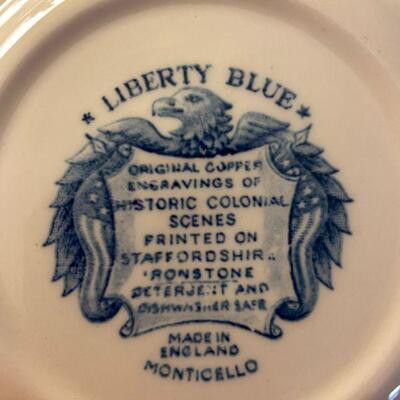 * LIBERTY BLUE *
ORIGINAL COPPER
ENGRAVINGS OF
HISTORIC COLONIAL
SCENES
PRINTED ON
STAFFORDSHIRE
IRONSTONE
DETERGENT AND
DISHWASHER SAFE
MADE IN
ENGLAND
MONTICELLO